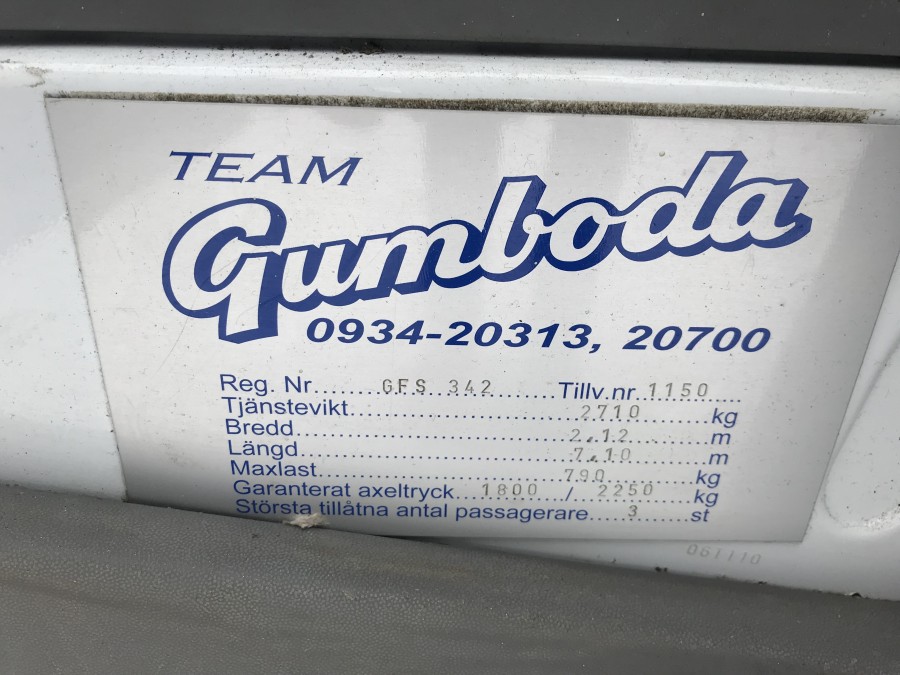 TEAM
Gumboda
0934-20313, 20700
Reg. Nr......GFS 342.......Tillv.nr.1150....
Tjänstevikt........................2710.......kg
Bredd................................2.12........m
Längd................................7.10........m
Maxlast..............................790.........kg
Garanterat axeltryck...1800.../...2250.....kg
Största tillåtna antal passagerare.....3......st
061110